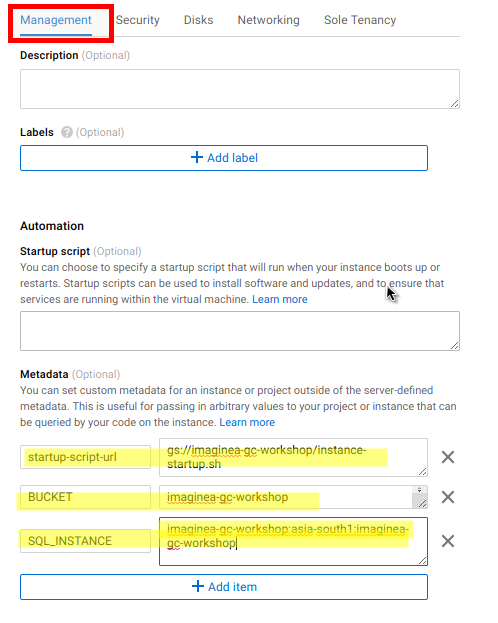 Management Security Disks Networking Sole Tenancy
Description (Optional)
Labels ? (Optional)
+ Add label
Automation
Startup script (Optional)
You can choose to specify a startup script that will run when your instance boots up or
restarts. Startup scripts can be used to install software and updates, and to ensure that
services are running within the virtual machine. Learn more
Metadata (Optional)
You can set custom metadata for an instance or project outside of the server-defined
metadata. This is useful for passing in arbitrary values to your project or instance that can
be queried by your code on the instance. Learn more
startup-script-url gs://imaginea-gc-workshop/instance-
startup.sh
BUCKET imaginea-gc-workshop
SQL_INSTANCE imaginea-gc-workshop:asia-south1:imaginea-
gc-workshop
+ Add item